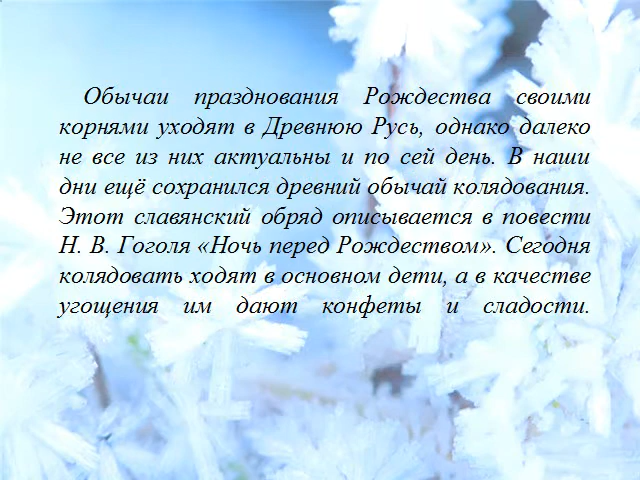 Обычаи празднования Рождества своими
корнями уходят в Древнюю Русь, однако далеко
не все из них актуальны и по сей день. В наши
дни ещё сохранился древний обычай колядования.
Этот славянский обряд описывается в повести
Н. В. Гоголя «Ночь перед Рождеством». Сегодня
колядовать ходят в основном дети, а в качестве
угощения им дают конфеты и сладости.